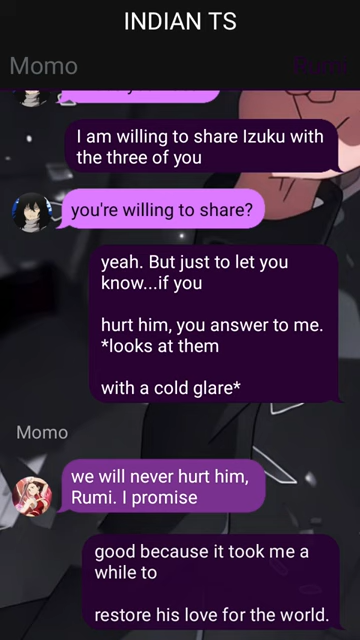 INDIAN TS
Momo
I am willing to share Izuku with
the three of you
you're willing to share?
yeah. But just to let you
know...if you
hurt him, you answer to me.
*looks at them
with a cold glare*
Momo
we will never hurt him,
Rumi. I promise
good because it took me a
while to
restore his love for the world.